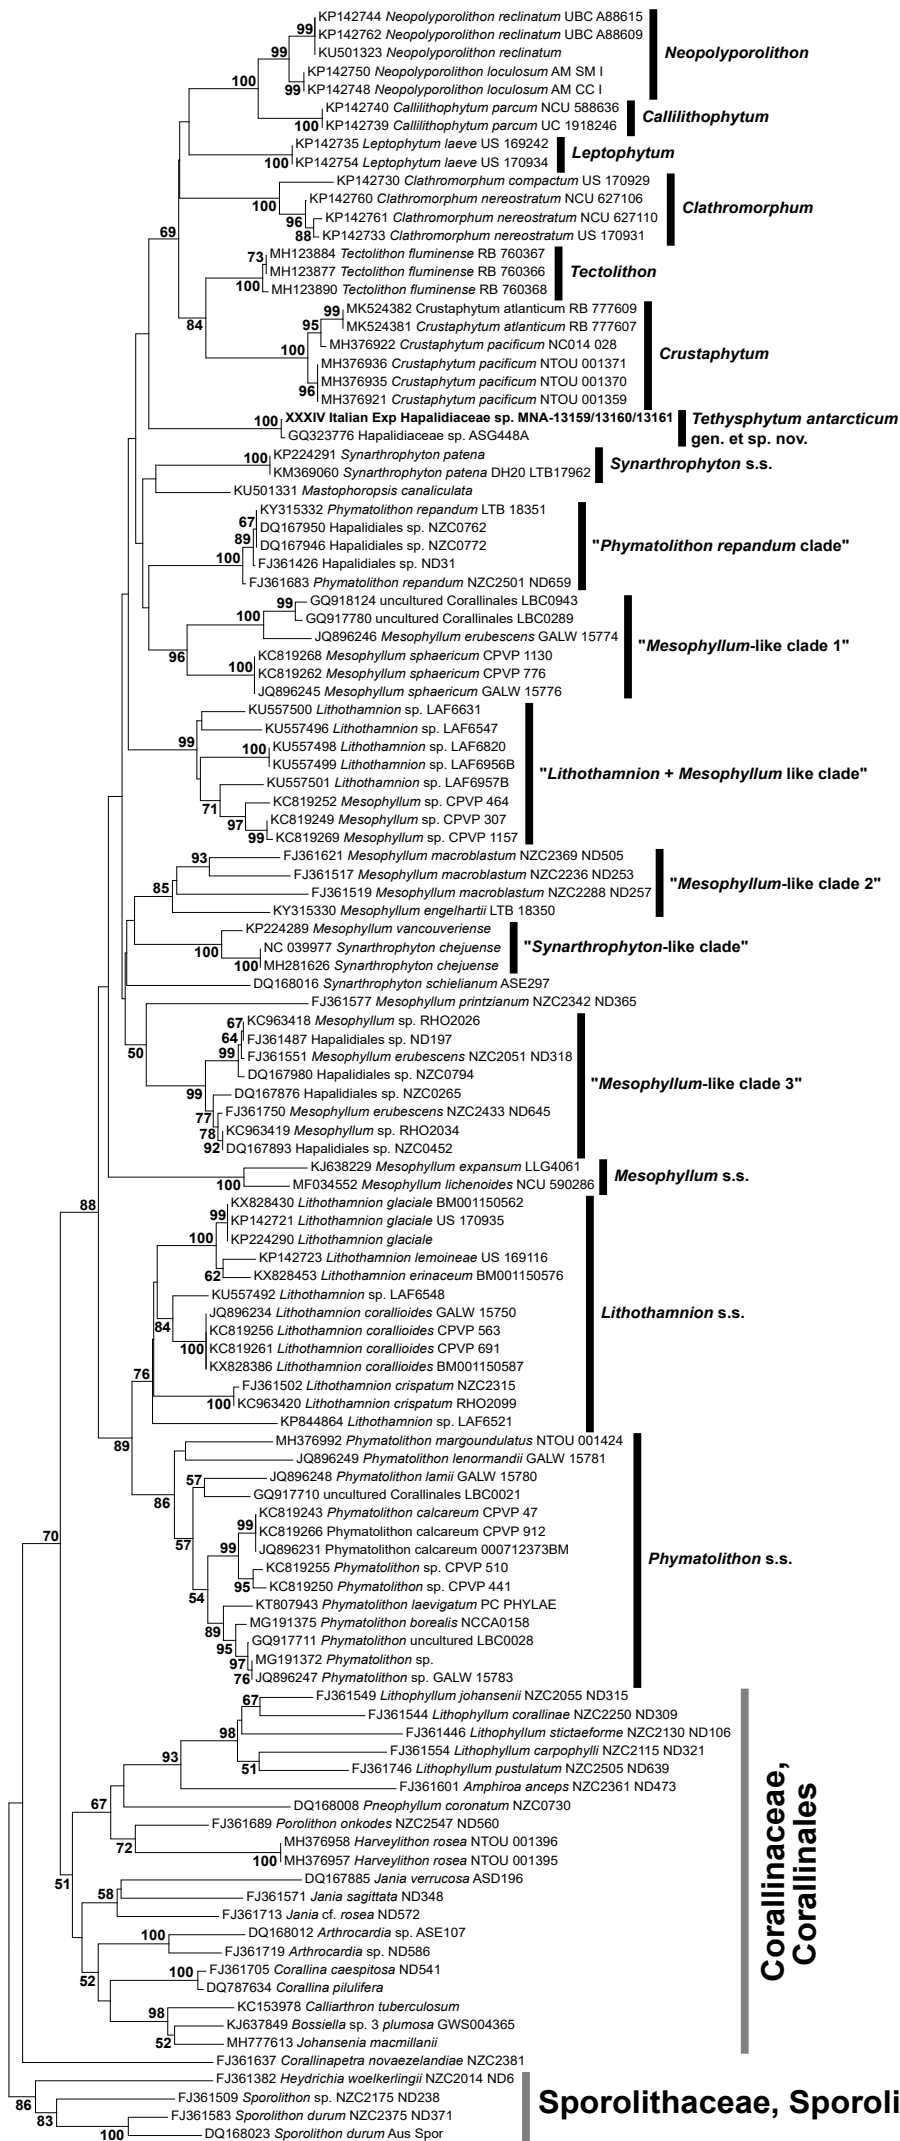 KP142744 Neopolyporolithon reclinatum UBC A88615
KP142762 Neopolyporolithon reclinatum UBC A88609
KU501323 Neopolyporolithon reclinatum
KP142750 Neopolyporolithon loculosum AM SM I
KP142748 Neopolyporolithon loculosum AM CC I
99
99
99
100
Neopolyporolithon
KP142740 Callilithophytum parcum NCU 588636
KP142739 Callilithophytum parcum UC 1918246
100
Callilithophytum
KP142735 Leptophytum laeve US 169242
KP142754 Leptophytum laeve US 170934
100
Leptophytum
KP142730 Clathromorphum compactum US 170929
KP142760 Clathromorphum nereostratum NCU 627106
KP142761 Clathromorphum nereostratum NCU 627110
KP142733 Clathromorphum nereostratum US 170931
100
96
88
Clathromorphum
69
MH123884 Tectolithon fluminense RB 760367
MH123877 Tectolithon fluminense RB 760366
MH123890 Tectolithon fluminense RB 760368
73
100
Tectolithon
84
MK524382 Crustaphytum atlanticum RB 777609
MK524381 Crustaphytum atlanticum RB 777607
MH376922 Crustaphytum pacificum NC014 028
MH376936 Crustaphytum pacificum NTOU 001371
MH376935 Crustaphytum pacificum NTOU 001370
MH376921 Crustaphytum pacificum NTOU 001359
99
95
100
96
Crustaphytum
XXXIV Italian Exp Hapalidiaceae sp. MNA-13159/13160/13161
GQ323776 Hapalidiaceae sp. ASG448A
100
Tethysphytum antarcticum
gen. et sp. nov.
KP224291 Synarthrophyton patena
KM369060 Synarthrophyton patena DH20 LTB17962
100
Synarthrophyton s.s.
KU501331 Mastophoropsis canaliculata
KY315332 Phymatolithon repandum LTB 18351
DQ167950 Hapalidiales sp. NZC0762
DQ167946 Hapalidiales sp. NZC0772
FJ361426 Hapalidiales sp. ND31
FJ361683 Phymatolithon repandum NZC2501 ND659
67
89
100
"Phymatolithon repandum clade"
GQ918124 uncultured Corallinales LBC0943
GQ917780 uncultured Corallinales LBC0289
JQ896246 Mesophyllum erubescens GALW 15774
KC819268 Mesophyllum sphaericum CPVP 1130
KC819262 Mesophyllum sphaericum CPVP 776
JQ896245 Mesophyllum sphaericum GALW 15776
99
100
96
100
"Mesophyllum-like clade 1"
KU557500 Lithothamnion sp. LAF6631
KU557496 Lithothamnion sp. LAF6547
KU557498 Lithothamnion sp. LAF6820
KU557499 Lithothamnion sp. LAF6956B
KU557501 Lithothamnion sp. LAF6957B
KC819252 Mesophyllum sp. CPVP 464
KC819249 Mesophyllum sp. CPVP 307
KC819269 Mesophyllum sp. CPVP 1157
99
100
71
97
99
"Lithothamnion + Mesophyllum like clade"
FJ361621 Mesophyllum macroblastum NZC2369 ND505
FJ361517 Mesophyllum macroblastum NZC2236 ND253
FJ361519 Mesophyllum macroblastum NZC2288 ND257
KY315330 Mesophyllum engelhartii LTB 18350
93
85
"Mesophyllum-like clade 2"
KP224289 Mesophyllum vancouveriense
NC 039977 Synarthrophyton chejuense
MH281626 Synarthrophyton chejuense
100
100
"Synarthrophyton-like clade"
DQ168016 Synarthrophyton schielianum ASE297
FJ361577 Mesophyllum printzianum NZC2342 ND365
50
KC963418 Mesophyllum sp. RHO2026
FJ361487 Hapalidiales sp. ND197
FJ361551 Mesophyllum erubescens NZC2051 ND318
DQ167980 Hapalidiales sp. NZC0794
DQ167876 Hapalidiales sp. NZC0265
FJ361750 Mesophyllum erubescens NZC2433 ND645
KC963419 Mesophyllum sp. RHO2034
DQ167893 Hapalidiales sp. NZC0452
67
64
99
99
77
78
92
"Mesophyllum-like clade 3"
KJ638229 Mesophyllum expansum LLG4061
MF034552 Mesophyllum lichenoides NCU 590286
100
Mesophyllum s.s.
88
KX828430 Lithothamnion glaciale BM001150562
KP142721 Lithothamnion glaciale US 170935
KP224290 Lithothamnion glaciale
KP142723 Lithothamnion lemoineae US 169116
KX828453 Lithothamnion erinaceum BM001150576
KU557492 Lithothamnion sp. LAF6548
JQ896234 Lithothamnion corallioides GALW 15750
KC819256 Lithothamnion corallioides CPVP 563
KC819261 Lithothamnion corallioides CPVP 691
KX828386 Lithothamnion corallioides BM001150587
FJ361502 Lithothamnion crispatum NZC2315
KC963420 Lithothamnion crispatum RHO2099
KP844864 Lithothamnion sp. LAF6521
99
100
62
84
100
76
100
Lithothamnion s.s.
89
MH376992 Phymatolithon margoundulatus NTOU 001424
JQ896249 Phymatolithon lenormandii GALW 15781
JQ896248 Phymatolithon lamii GALW 15780
GQ917710 uncultured Corallinales LBC0021
KC819243 Phymatolithon calcareum CPVP 47
KC819266 Phymatolithon calcareum CPVP 912
JQ896231 Phymatolithon calcareum 000712373BM
KC819255 Phymatolithon sp. CPVP 510
KC819250 Phymatolithon sp. CPVP 441
KT807943 Phymatolithon laevigatum PC PHYLAE
MG191375 Phymatolithon borealis NCCA0158
GQ917711 Phymatolithon uncultured LBC0028
MG191372 Phymatolithon sp.
JQ896247 Phymatolithon sp. GALW 15783
86
57
57
99
99
95
54
89
95
97
76
Phymatolithon s.s.
70
FJ361549 Lithophyllum johansenii NZC2055 ND315
FJ361544 Lithophyllum corallinae NZC2250 ND309
FJ361446 Lithophyllum stictaeforme NZC2130 ND106
FJ361554 Lithophyllum carpophylli NZC2115 ND321
FJ361746 Lithophyllum pustulatum NZC2505 ND639
FJ361601 Amphiroa anceps NZC2361 ND473
DQ168008 Pneophyllum coronatum NZC0730
FJ361689 Porolithon onkodes NZC2547 ND560
MH376958 Harveylithon rosea NTOU 001396
MH376957 Harveylithon rosea NTOU 001395
DQ167885 Jania verrucosa ASD196
FJ361571 Jania sagittata ND348
FJ361713 Jania cf. rosea ND572
DQ168012 Arthrocardia sp. ASE107
FJ361719 Arthrocardia sp. ND586
FJ361705 Corallina caespitosa ND541
DQ787634 Corallina pilulifera
KC153978 Calliarthron tuberculosum
KJ637849 Bossiella sp. 3 plumosa GWS004365
MH777613 Johansenia macmillanii
67
98
51
93
67
72
100
51
58
100
52
100
98
52
Corallinaceae,
Corallinales
FJ361637 Corallinapetra novaezelandiae NZC2381
FJ361382 Heydrichia woelkerlingii NZC2014 ND6
FJ361509 Sporolithon sp. NZC2175 ND238
FJ361583 Sporolithon durum NZC2375 ND371
DQ168023 Sporolithon durum Aus Spor
86
83
100
Sporolithaceae, Sporoli